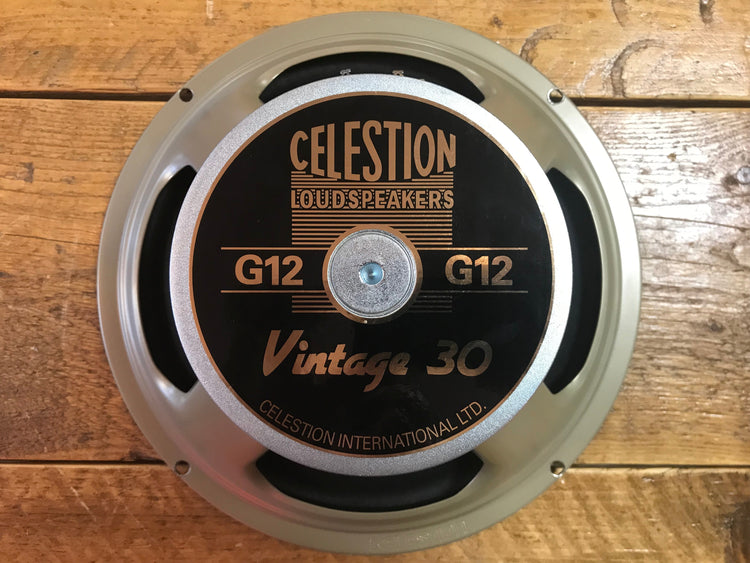 CELESTION
LOUDSPEAKERS
G12 G12
Vintage 30
CELESTION INTERNATIONAL LTD.